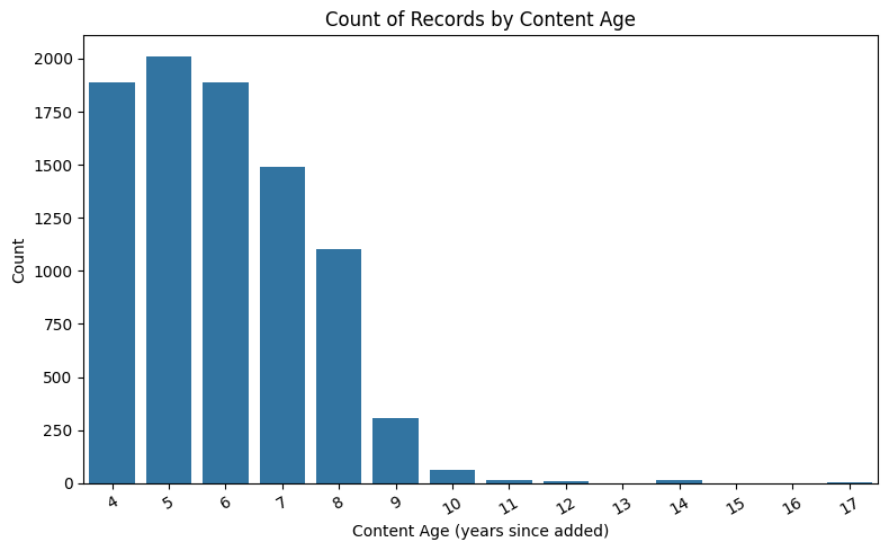 Count of Records by Content Age
2000
1750
1500
1250
1000
750
500
250
0
Count
4 5 6 7 8 9 10 11 12 13 14 15 16 17
Content Age (years since added)